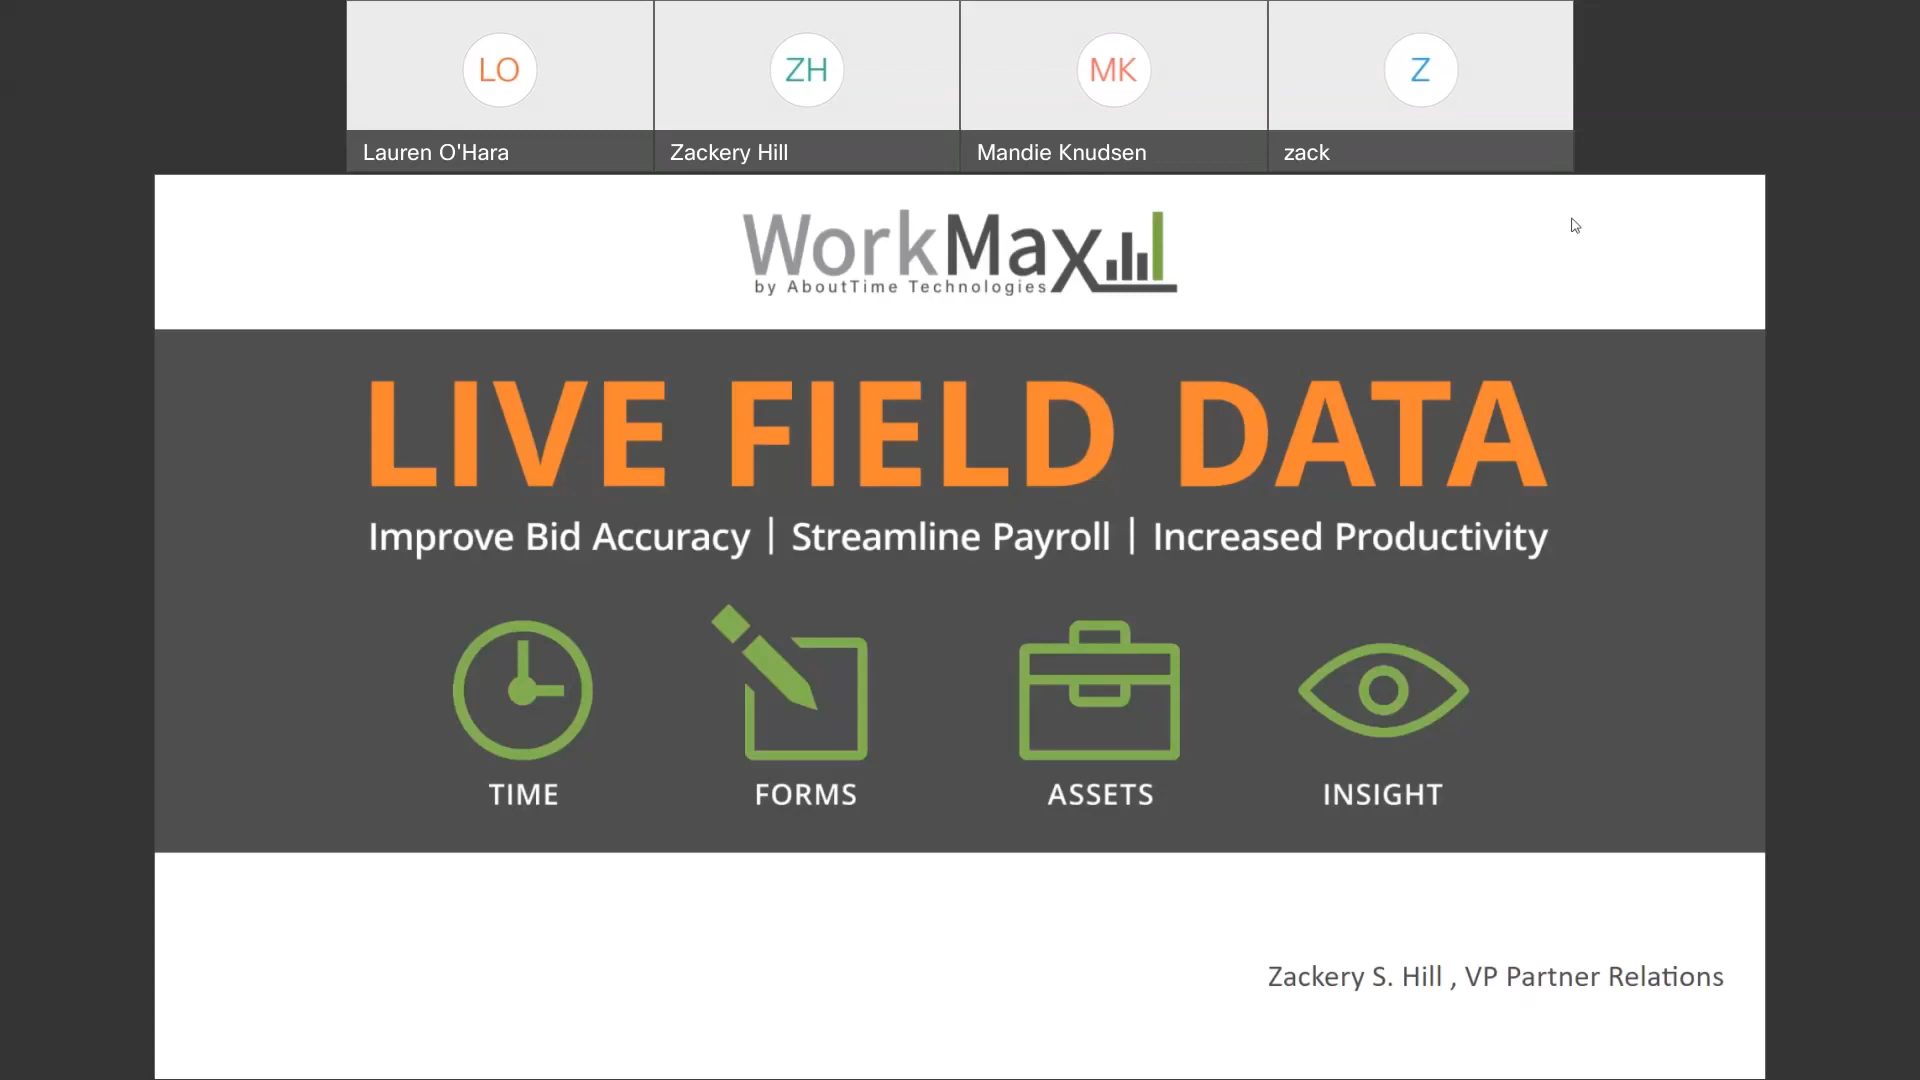 LO ZH MK Z
Lauren O'Hara Zackery Hill Mandie Knudsen zack
WorkMax
by AboutTime Technologies
LIVE FIELD DATA
Improve Bid Accuracy | Streamline Payroll | Increased Productivity
TIME FORMS ASSETS INSIGHT
Zackery S. Hill , VP Partner Relations